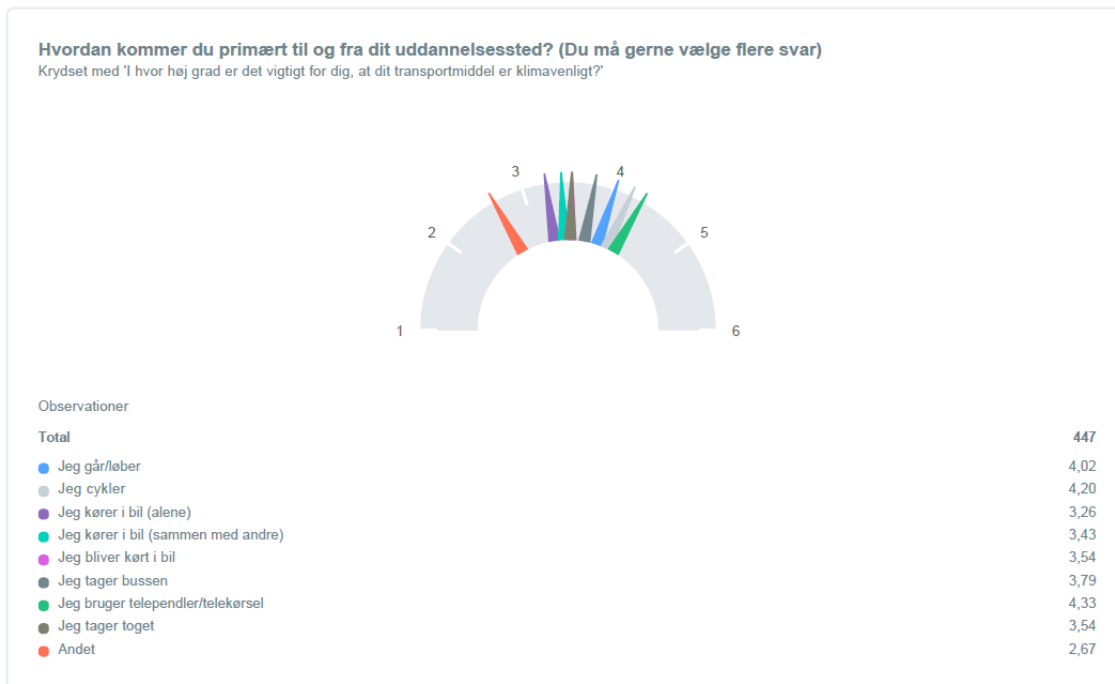 Hvordan kommer du primært til og fra dit uddannelsessted? (Du må gerne vælge flere svar)
Krydset med 'I hvor høj grad er det vigtigt for dig, at dit transportmiddel er klimavenligt?'
3
4
2
5
1
6
Observationer
Total 447
Jeg går/løber 4,02
Jeg cykler 4,20
Jeg kører i bil (alene) 3,26
Jeg kører i bil (sammen med andre) 3,43
Jeg bliver kørt i bil 3,54
Jeg tager bussen 3,79
Jeg bruger telependler/telekørsel 4,33
Jeg tager toget 3,54
Andet 2,67